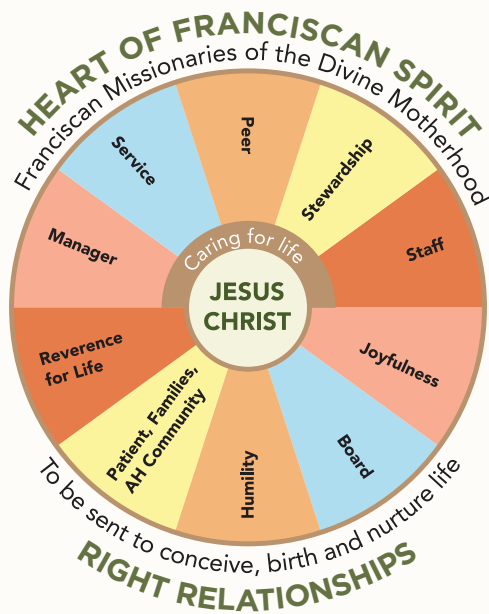 HEART OF FRANCISCAN SPIRIT
Franciscan Missionaries of the Divine Motherhood
Peer
Stewardship
Staff
Joyfulness
Board
Humility
Patient, Families,
AH Community
Reverence
for Life
Manager
Service
Caring for life
JESUS
CHRIST
To be sent to conceive, birth and nurture life
RIGHT RELATIONSHIPS